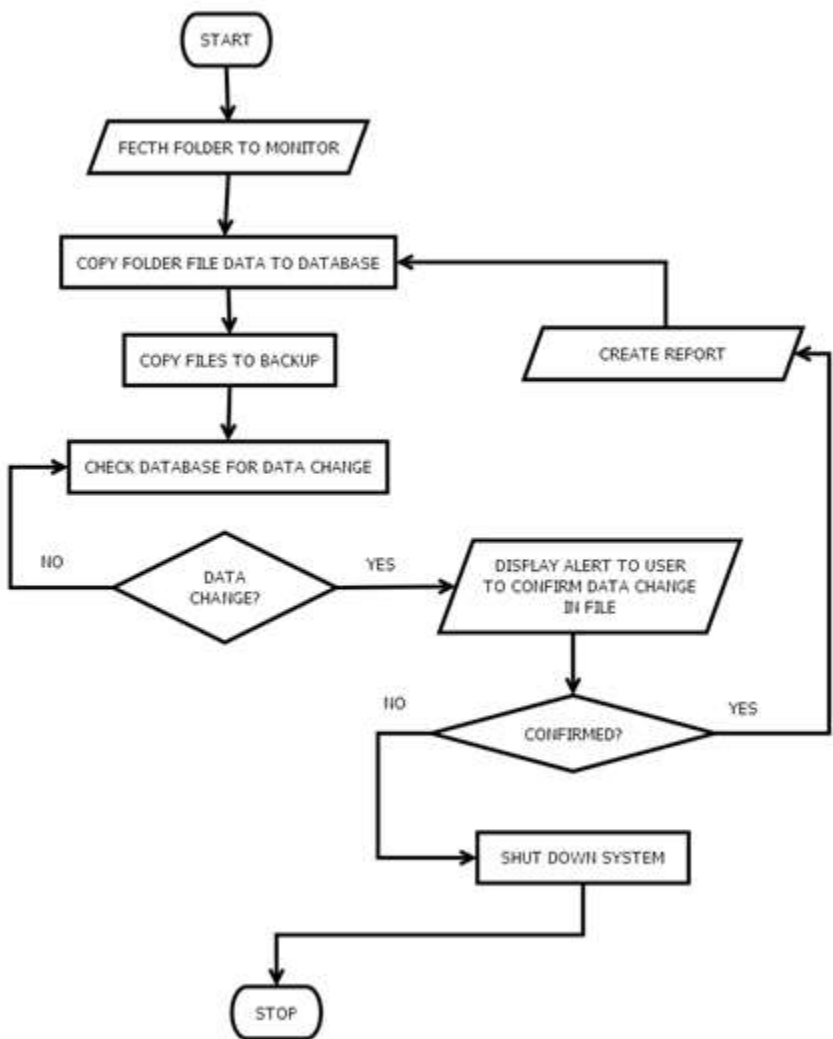 START
FECTH FOLDER TO MONITOR
COPY FOLDER FILE DATA TO DATABASE
CREATE REPORT
COPY FILES TO BACKUP
CHECK DATABASE FOR DATA CHANGE
NO
DATA
CHANGE?
YES
DISPLAY ALERT TO USER
TO CONFIRM DATA CHANGE
IN FILE
NO
CONFIRMED?
YES
SHUT DOWN SYSTEM
STOP